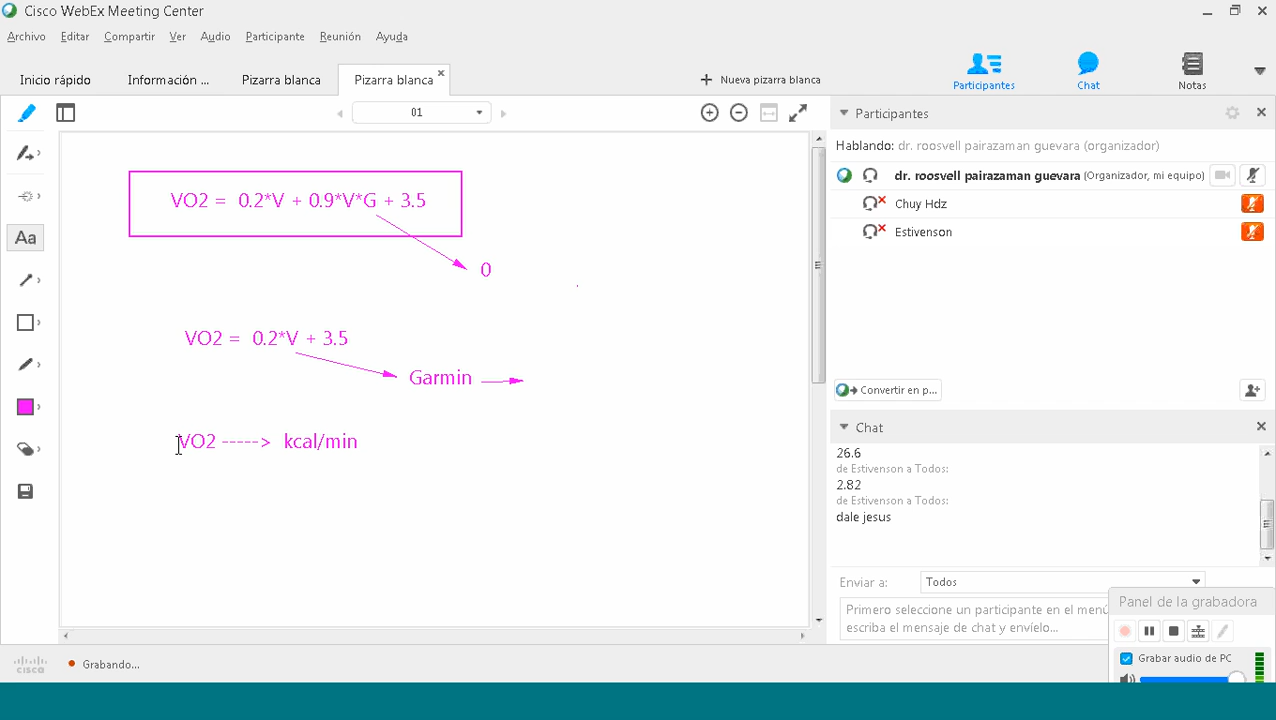 Cisco WebEx Meeting Center
Archivo Editar Compartir Ver Audio Participante Reunión Ayuda
Inicio rápido Información ... Pizarra blanca Pizarra blanca Nueva pizarra blanca
Participantes Chat Notas
01
VO2 = 0.2*V + 0.9*V*G + 3.5
0
VO2 = 0.2*V + 3.5
Garmin
VO2 -----> kcal/min
Participantes
Hablando: dr. roosvell pairazaman guevara (organizador)
dr. roosvell pairazaman guevara (Organizador, mi equipo)
Chuy Hdz
Estivenson
Convertir en p...
Chat
26.6
de Estivenson a Todos:
2.82
de Estivenson a Todos:
dale jesus
Enviar a: Todos
Primero seleccione un participante en el menú
escriba el mensaje de chat y envíelo...
Panel de la grabadora
Grabar audio de PC
cisco
Grabando...
Aa